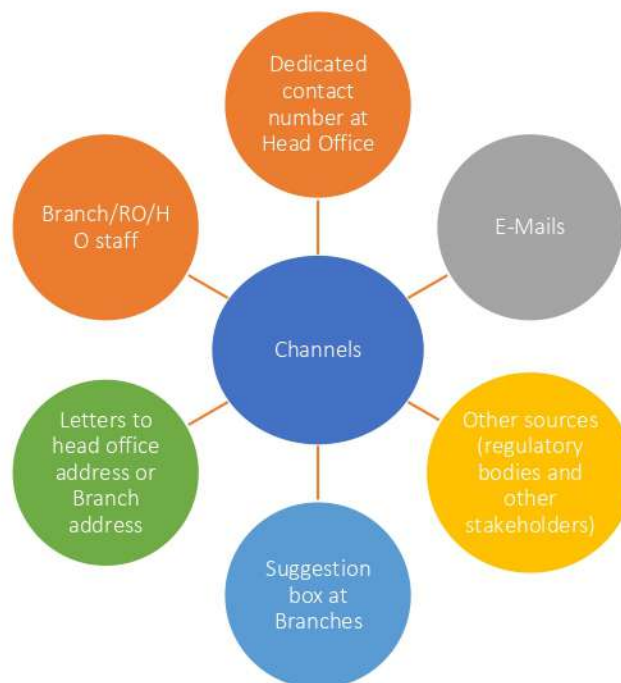 Dedicated
contact
number at
Head Office
Branch/RO/H
O staff
E-Mails
Channels
Letters to
head office
address or
Branch
address
Other sources
(regulatory
bodies and
other
stakeholders)
Suggestion
box at
Branches